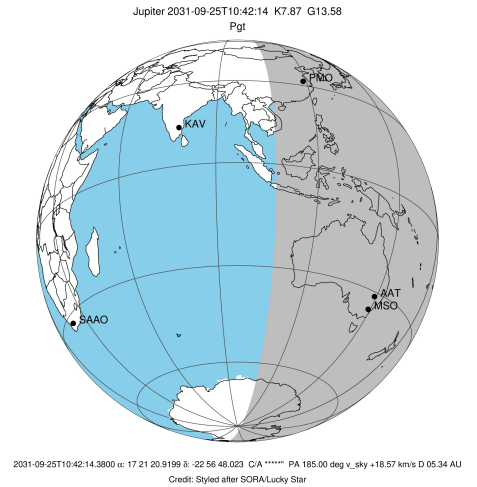 Jupiter 2031-09-25T10:42:14 K7.87 G13.58
Pgt
PMO
KAV
AAT
MSO
SAAO
2031-09-25T10:42:14.3800 α: 17 21 20.9199 δ: -22 56 48.023 C/A *****" PA 185.00 deg v_sky +18.57 km/s D 05.34 AU
Credit: Styled after SORA/Lucky Star